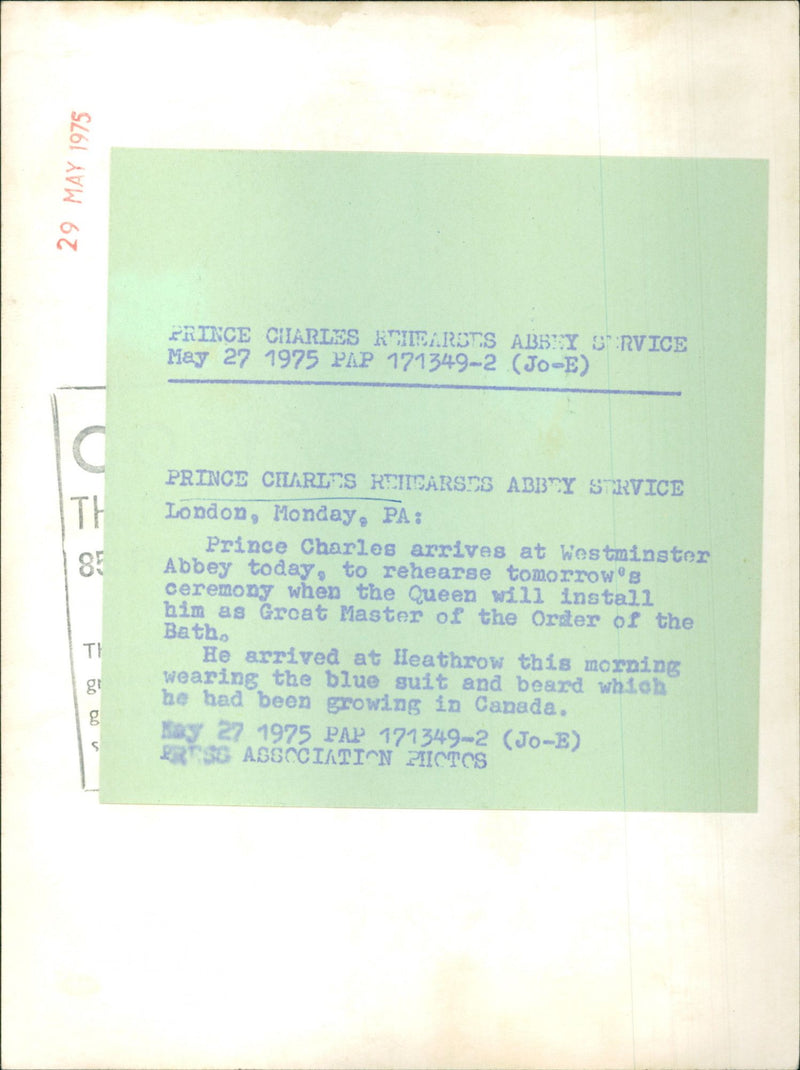 29 MAY 1975
PRINCE CHARLES REHEARSES ABBEY SERVICE
May 27 1975 PAP 171349-2 (Jo-E)
PRINCE CHARLES REHEARSES ABBEY SERVICE
London, Monday, PA:
Prince Charles arrives at Westminster
Abbey today, to rehearse tomorrow's
ceremony when the Queen will install
him as Great Master of the Order of the
Bath.
He arrived at Heathrow this morning
wearing the blue suit and beard which
he had been growing in Canada.
May 27 1975 PAP 171349-2 (Jo-E)
PRESS ASSOCIATION PHOTOS